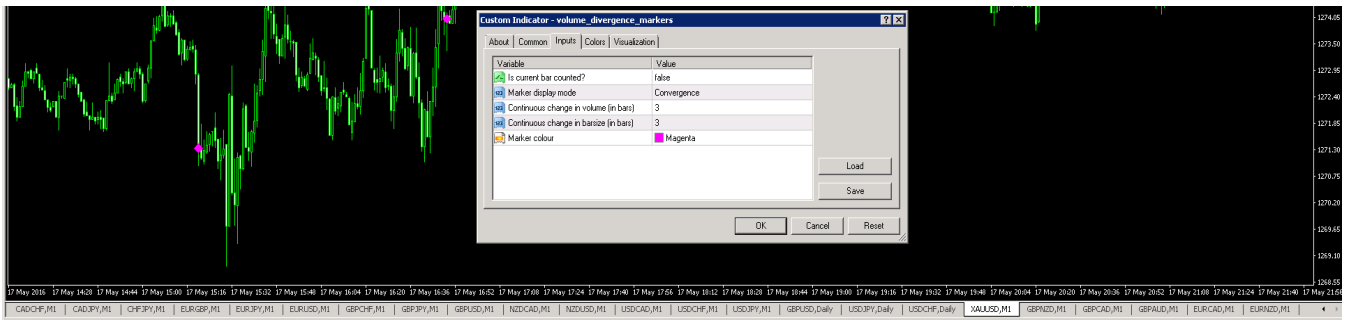 Custom Indicator - volume_divergence_markers
About Common Inputs Colors Visualization
Variable Value
Is current bar counted? false
Marker display mode Convergence
Continuous change in volume (in bars) 3
Continuous change in barsize (in bars) 3
Marker colour Magenta
Load
Save
OK Cancel Reset
1274.05
1273.50
1272.95
1272.40
1271.85
1271.30
1270.75
1270.20
1269.65
1269.10
1268.55
17 May 2016 17 May 14:28 17 May 14:44 17 May 15:00 17 May 15:16 17 May 15:32 17 May 15:48 17 May 16:04 17 May 16:20 17 May 16:36 17 May 16:52 17 May 17:08 17 May 17:24 17 May 17:40 17 May 17:56 17 May 18:12 17 May 18:28 17 May 18:44 17 May 19:00 17 May 19:16 17 May 19:32 17 May 19:48 17 May 20:04 17 May 20:20 17 May 20:36 17 May 20:52 17 May 21:08 17 May 21:24 17 May 21:40 17 May 21:56
CADCHF,M1 CADJPY,M1 CHFJPY,M1 EURGBP,M1 EURJPY,M1 EURUSD,M1 GBPCHF,M1 GBPJPY,M1 GBPUSD,M1 NZDCAD,M1 NZDUSD,M1 USDCAD,M1 USDCHF,M1 USDJPY,M1 GBPUSD,Daily USDJPY,Daily USDCHF,Daily XAUUSD,M1 GBPNZD,M1 GBPCAD,M1 GBPAUD,M1 EURCAD,M1 EURNZD,M1